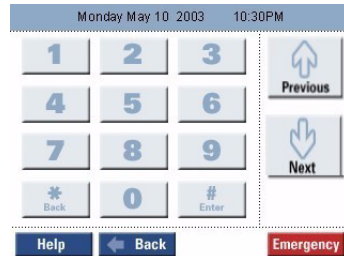 Monday May 10 2003 10:30PM
1 2 3
Previous
4 5 6
7 8 9
Next
* Back 0 # Enter
Help Back Emergency